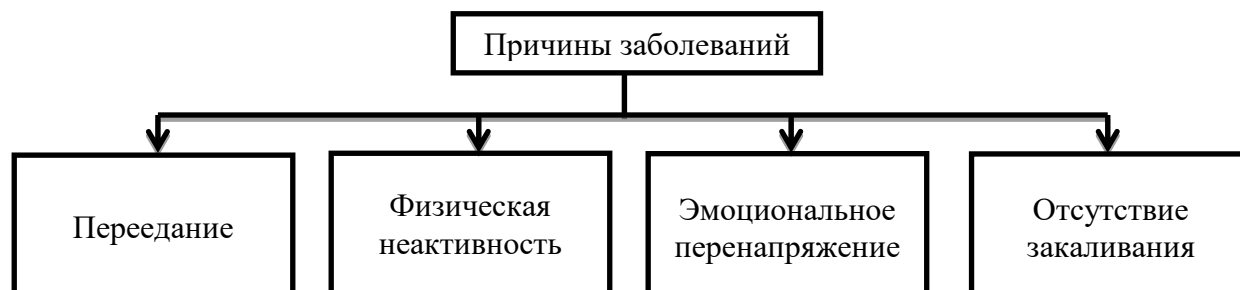 Причины заболеваний
Переедание
Физическая
неактивность
Эмоциональное
перенапряжение
Отсутствие
закаливания